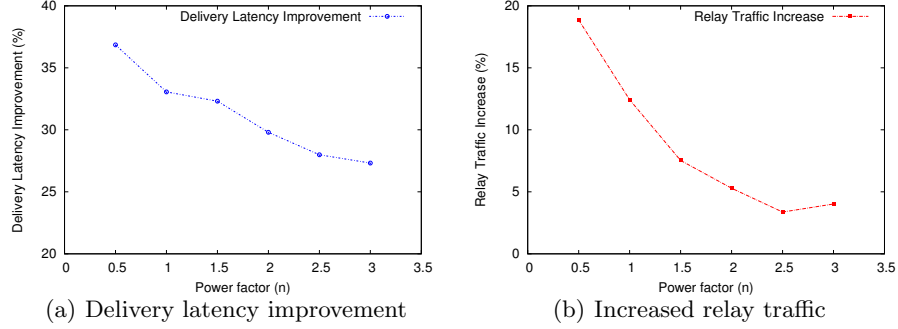 Delivery Latency Improvement
Delivery Latency Improvement (%)
40
35
30
25
20
0 0.5 1 1.5 2 2.5 3 3.5
Power factor (n)
(a) Delivery latency improvement
Relay Traffic Increase
Relay Traffic Increase (%)
20
15
10
5
0
0 0.5 1 1.5 2 2.5 3 3.5
Power factor (n)
(b) Increased relay traffic